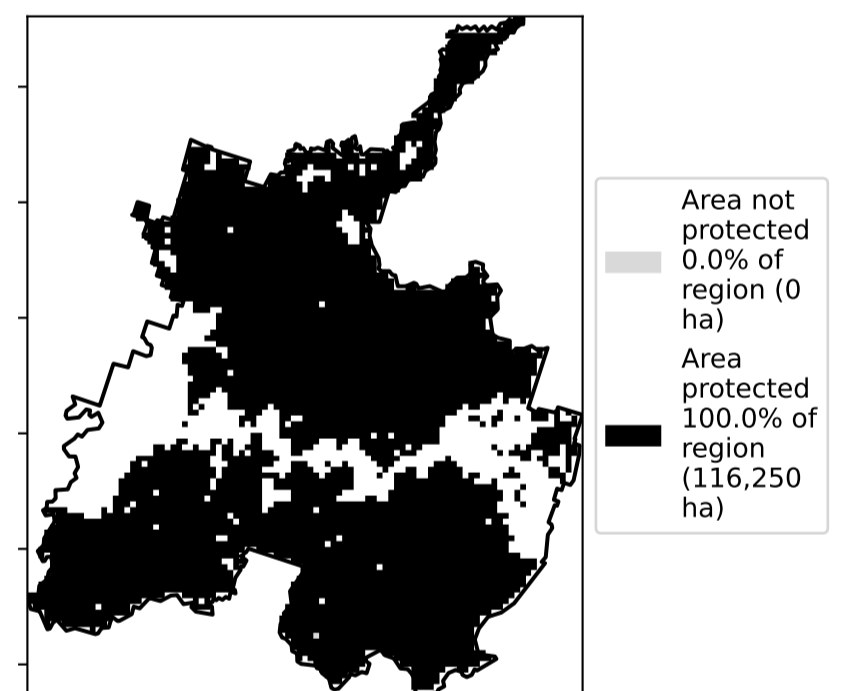 Area not
protected
0.0% of
region (0
ha)
Area
protected
100.0% of
region
(116,250
ha)